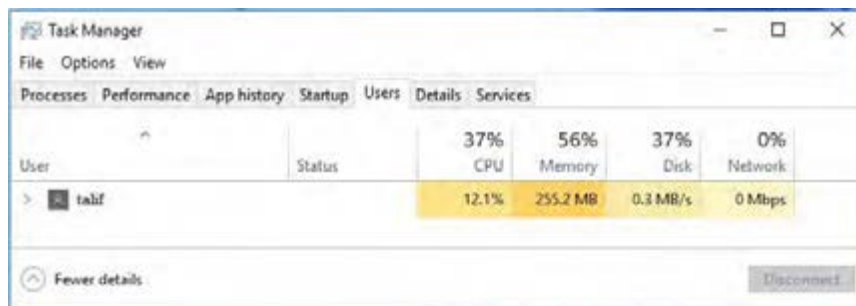 Task Manager
File Options View
Processes Performance App history Startup Users Details Services
37% 56% 37% 0%
User Status CPU Memory Disk Network
talif 12.1% 255.2 MB 0.3 MB/s 0 Mbps
Fewer details Disconnect